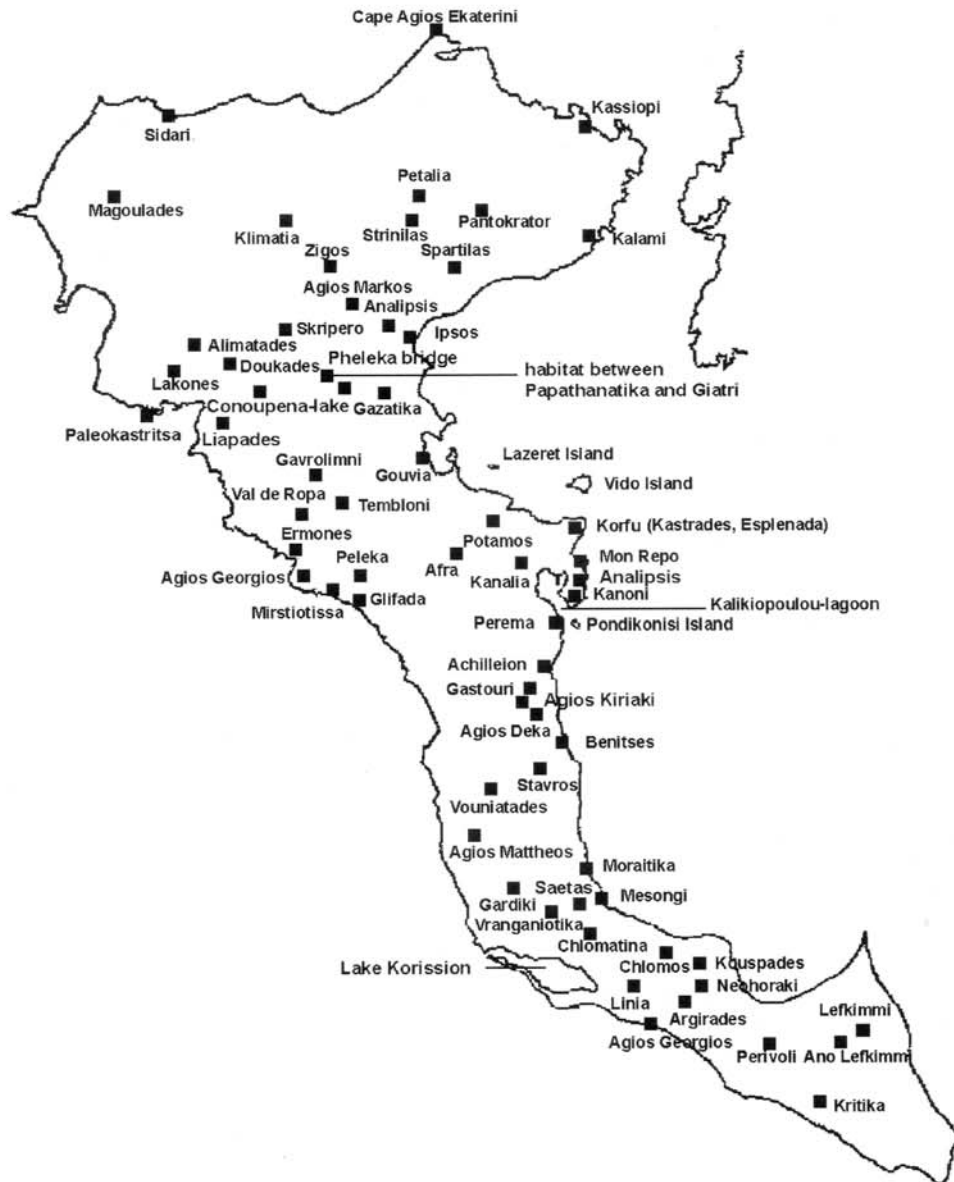 Cape Agios Ekaterini
Kassiopi
Sidari
Petalia
Magoulades
Pantokrator
Klimatia
Strinilas
Kalami
Zigos
Spartilas
Agios Markos
Analipsis
Skripero
Ipsos
Alimatades
Pheleka bridge
Doukades
habitat between
Papathanatika and Giatri
Lakones
Conoupena-lake
Gazatika
Paleokastritsa
Liapades
Lazeret Island
Gavrolimni
Gouvia
Vido Island
Val de Ropa
Tembloni
Korfu (Kastrades, Esplenada)
Ermones
Potamos
Peleka
Afra
Mon Repo
Kanalia
Agios Georgios
Analipsis
Glifada
Kanoni
Mirstiotissa
Kalikiopoulou-lagoon
Perema
Pondikonisi Island
Achilleion
Gastouri
Agios Kiriaki
Agios Deka
Benitses
Stavros
Vouniatades
Agios Mattheos
Moraitika
Saetas
Mesongi
Gardiki
Vranganiotika
Chlomatina
Lake Korission
Chlomos
Kouspades
Neohoraki
Linia
Argirades
Lefkimmi
Agios Georgios
Perivoli
Ano Lefkimmi
Kritika